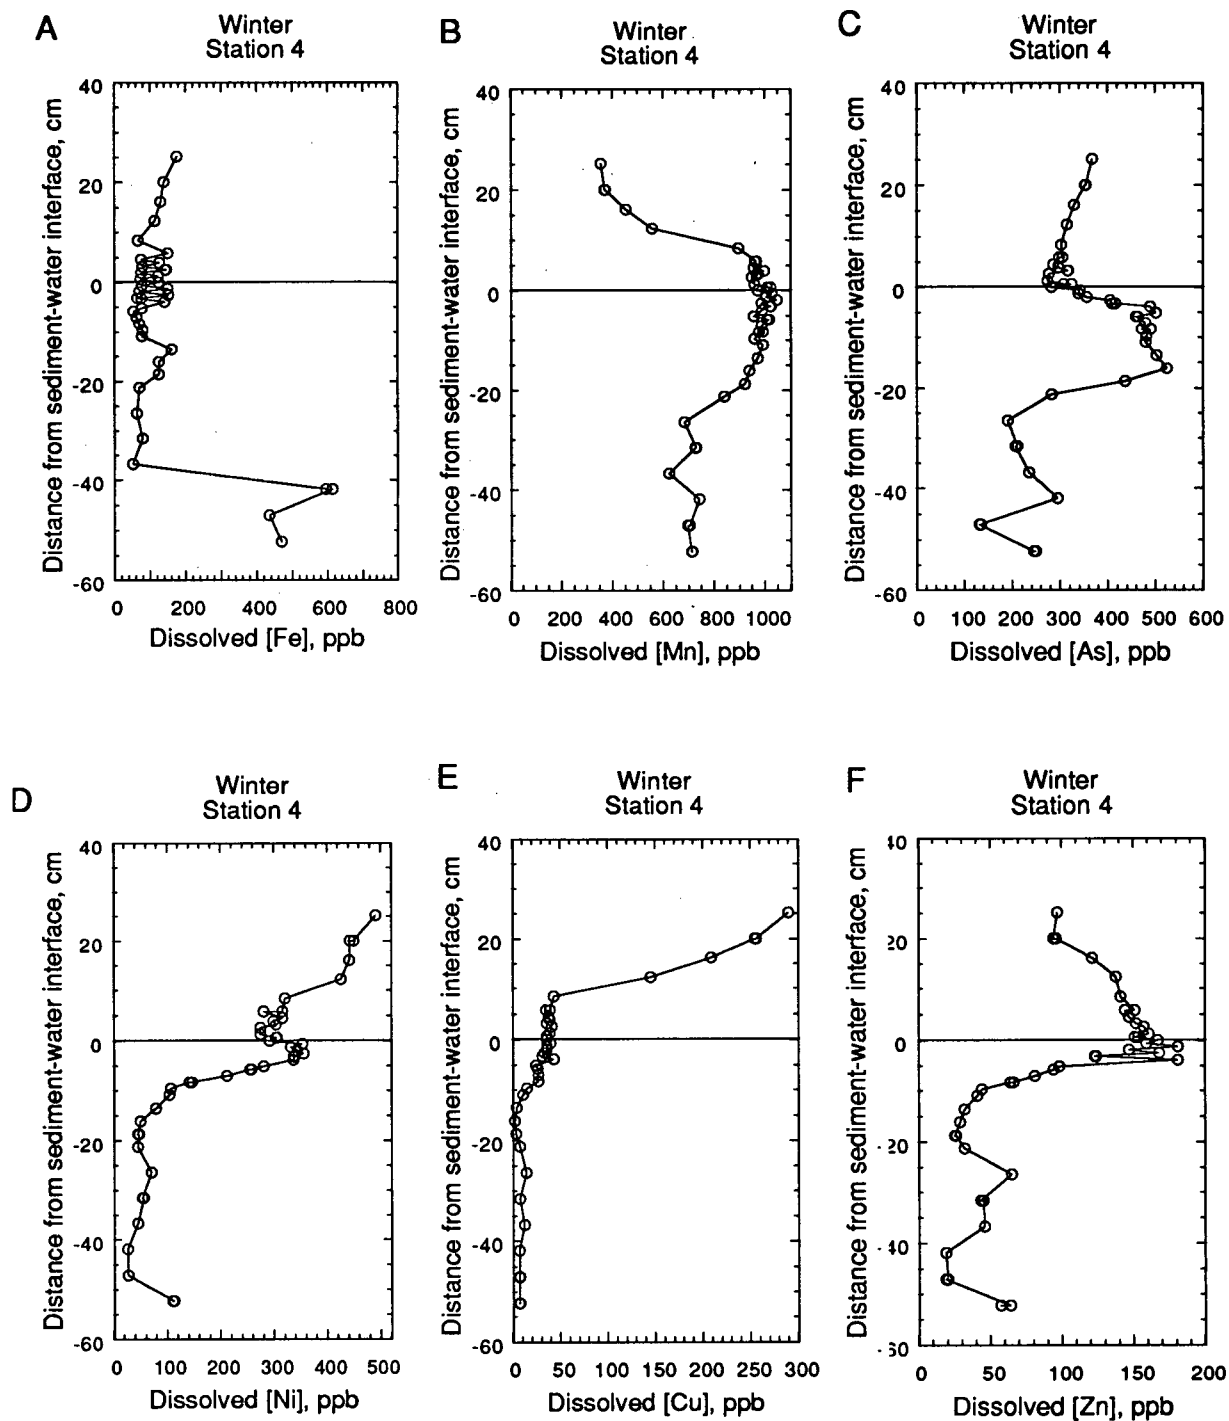 A
Winter
Station 4
Distance from sediment-water interface, cm
40
20
0
-20
-40
-60
0 200 400 600 800
Dissolved [Fe], ppb
B
Winter
Station 4
Distance from sediment-water interface, cm
40
20
0
-20
-40
-60
0 200 400 600 800 1000
Dissolved [Mn], ppb
C
Winter
Station 4
Distance from sediment-water interface, cm
40
20
0
-20
-40
-60
0 100 200 300 400 500 600
Dissolved [As], ppb
D
Winter
Station 4
Distance from sediment-water interface, cm
40
20
0
-20
-40
-60
0 100 200 300 400 500
Dissolved [Ni], ppb
E
Winter
Station 4
Distance from sediment-water interface, cm
40
20
0
-20
-40
-60
0 50 100 150 200 250 300
Dissolved [Cu], ppb
F
Winter
Station 4
Distance from sediment-water interface, cm
20
0
-20
0 50 100 150 200
Dissolved [Zn], ppb